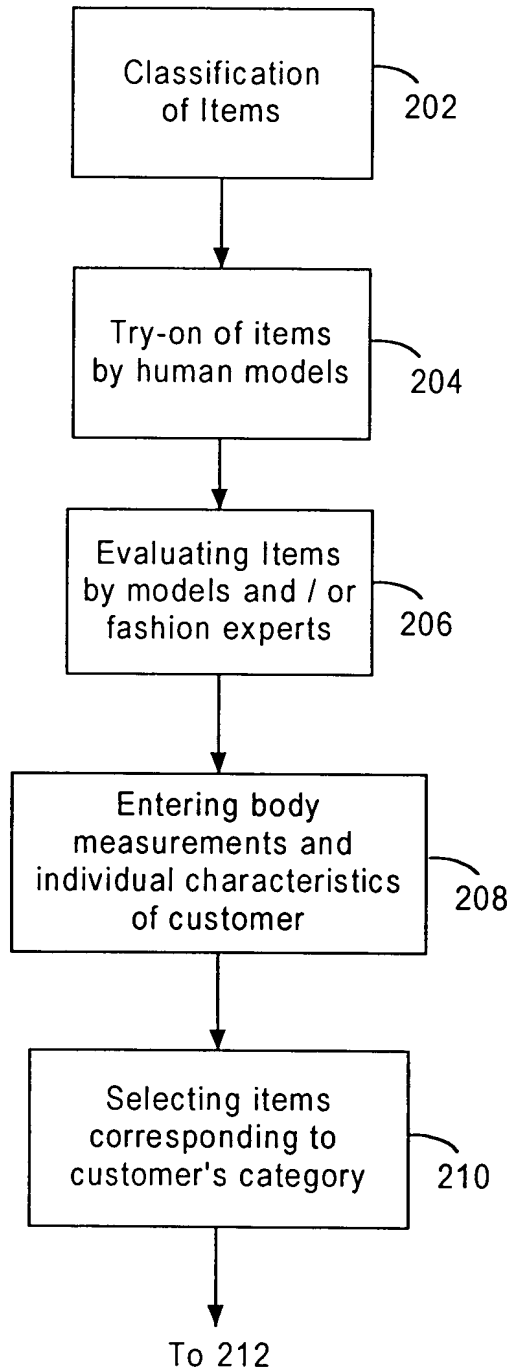 Classification
of Items
202
Try-on of items
by human models
204
Evaluating Items
by models and / or
fashion experts
206
Entering body
measurements and
individual characteristics
of customer
208
Selecting items
corresponding to
customer's category
210
To 212